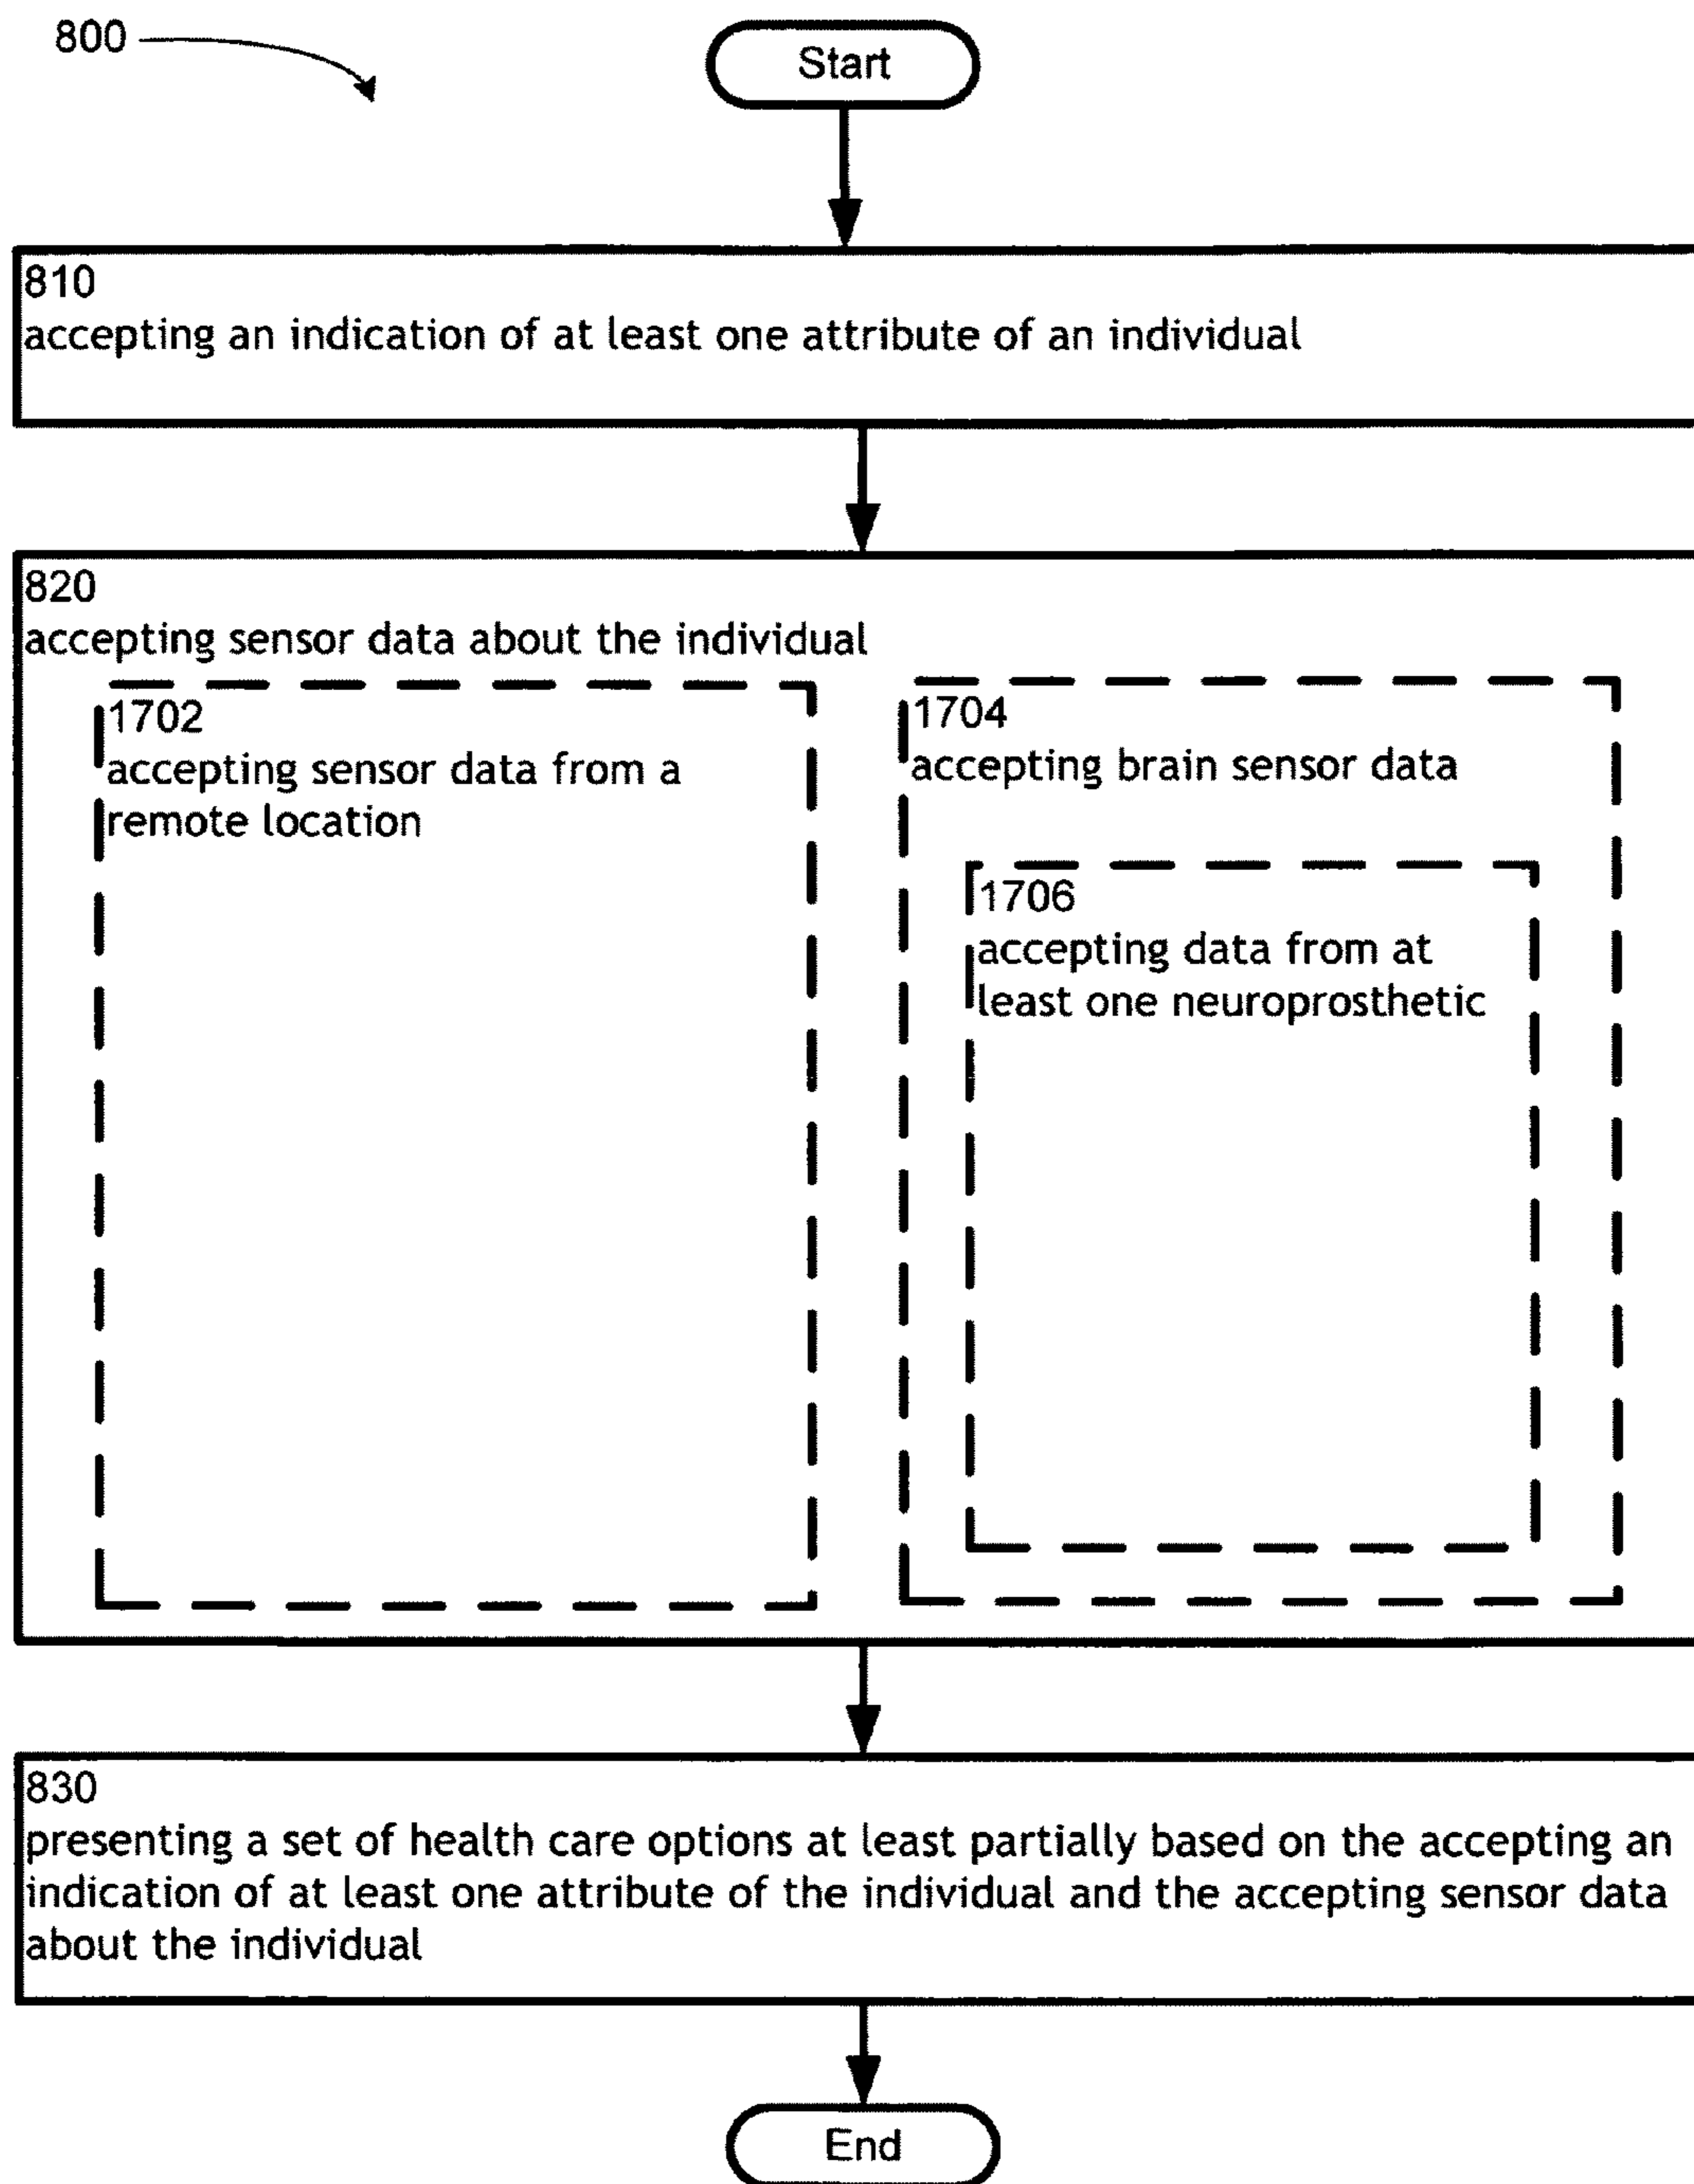 800
Start
810
accepting an indication of at least one attribute of an individual
820
accepting sensor data about the individual
1702
accepting sensor data from a
remote location
1704
accepting brain sensor data
1706
accepting data from at
least one neuroprosthetic
830
presenting a set of health care options at least partially based on the accepting an
indication of at least one attribute of the individual and the accepting sensor data
about the individual
End